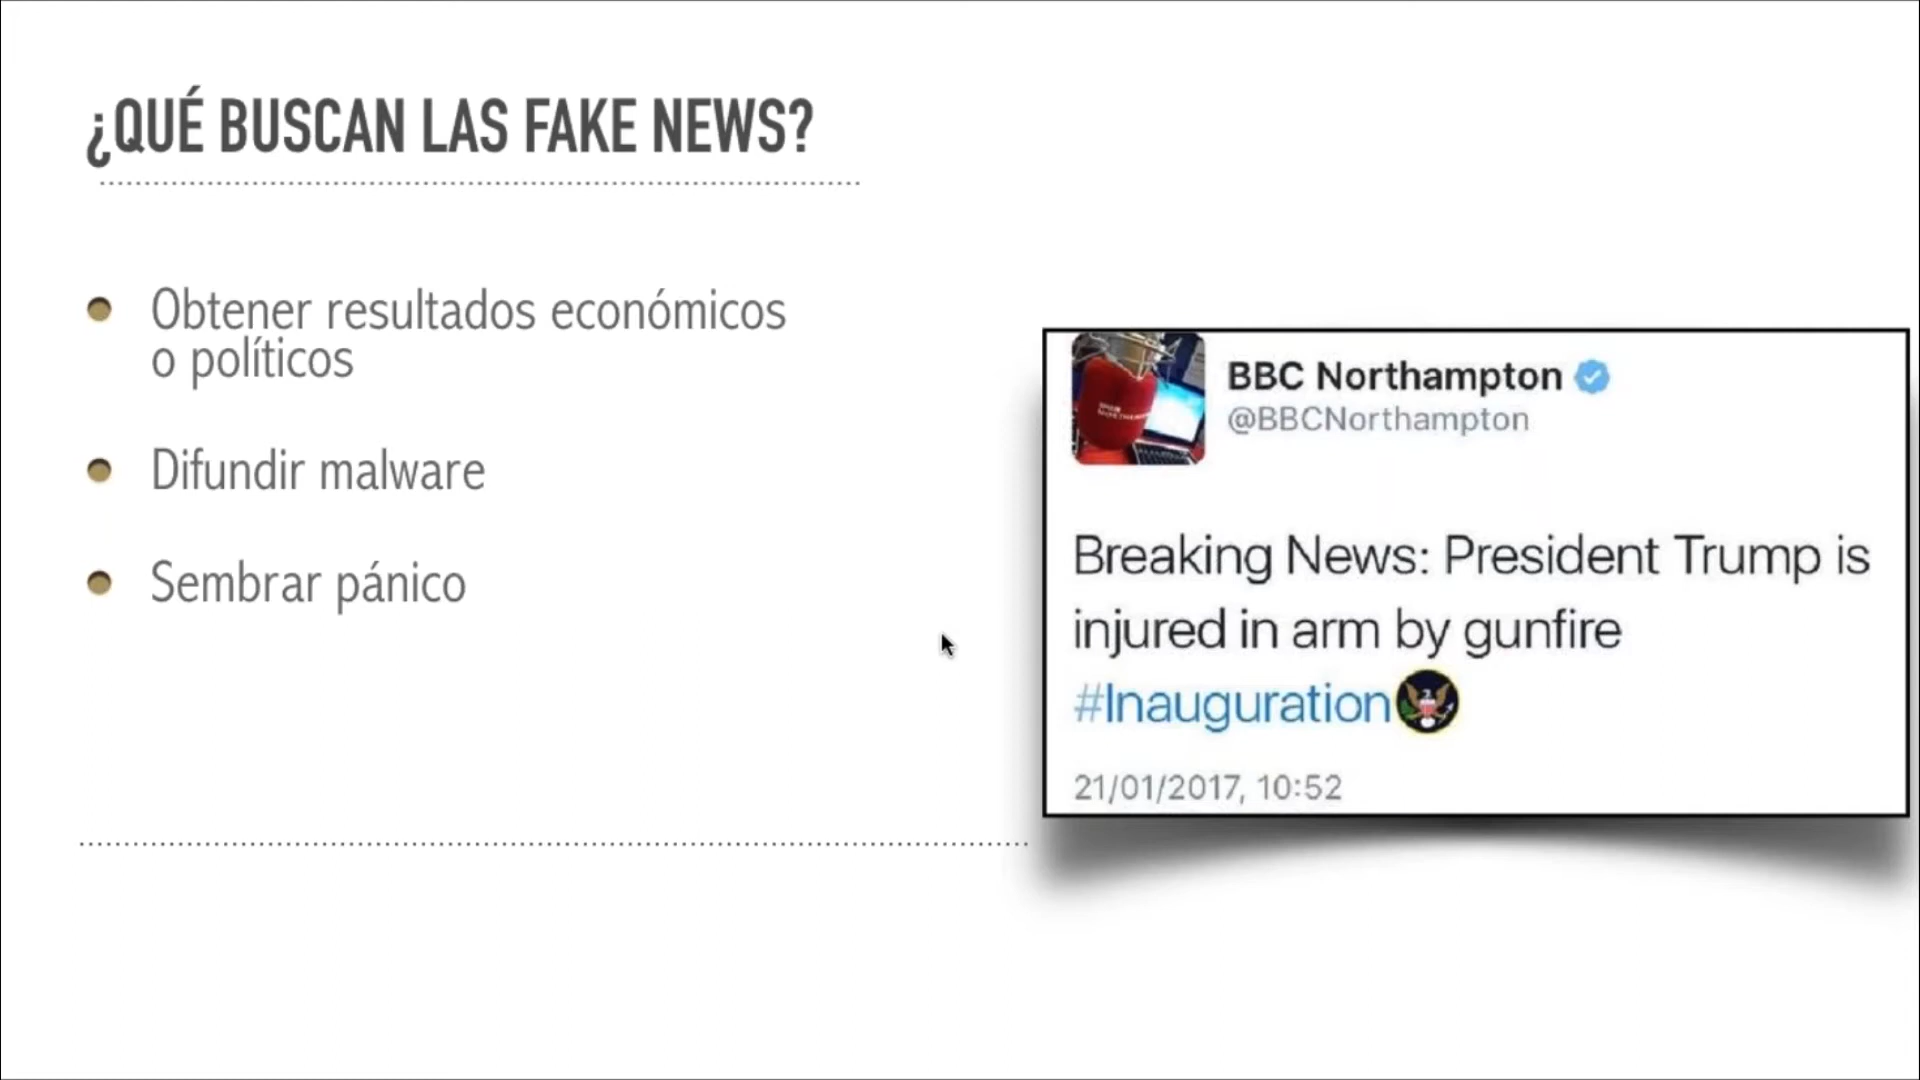 ¿QUÉ BUSCAN LAS FAKE NEWS?
Obtener resultados económicos
o políticos
Difundir malware
Sembrar pánico
BBC Northampton
@BBCNorthampton
Breaking News: President Trump is
injured in arm by gunfire
#Inauguration
21/01/2017, 10:52